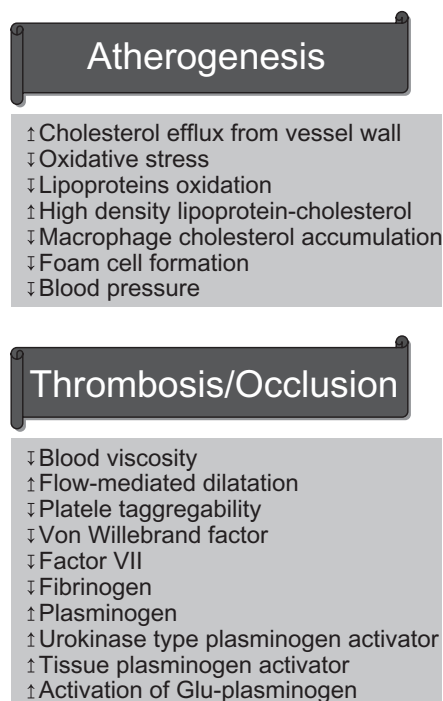 Atherogenesis
↥Cholesterol efflux from vessel wall
↧Oxidative stress
↧Lipoproteins oxidation
↥High density lipoprotein-cholesterol
↧Macrophage cholesterol accumulation
↧Foam cell formation
↧Blood pressure
Thrombosis/Occlusion
↧Blood viscosity
↥Flow-mediated dilatation
↧Platele taggregability
↧Von Willebrand factor
↧Factor VII
↧Fibrinogen
↥Plasminogen
↥Urokinase type plasminogen activator
↥Tissue plasminogen activator
↥Activation of Glu-plasminogen